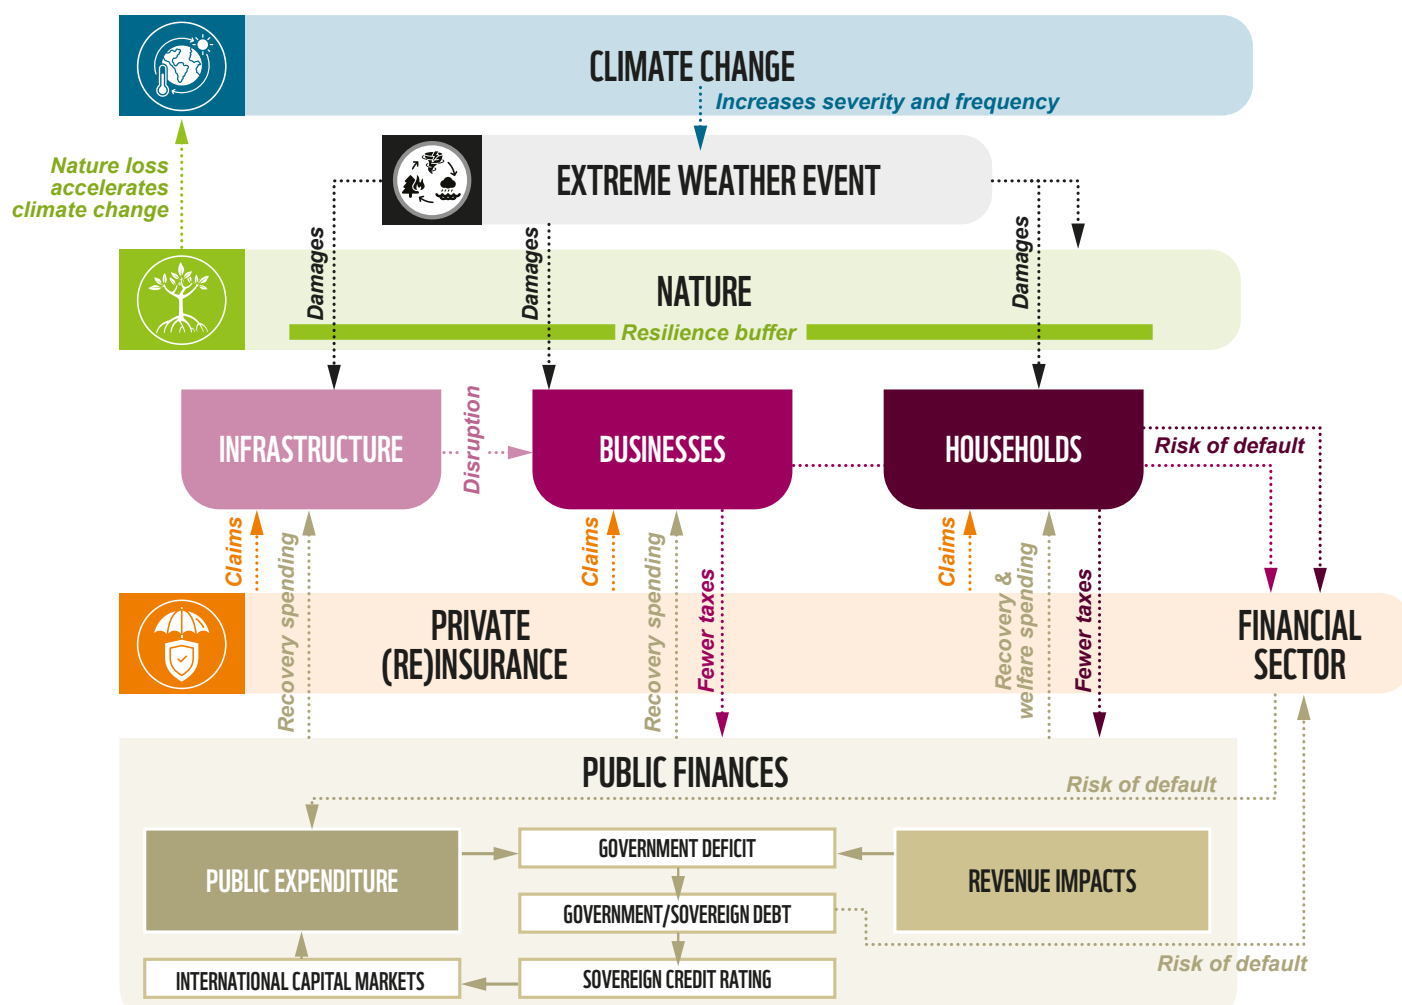 CLIMATE CHANGE
Increases severity and frequency
Nature loss
accelerates
climate change
EXTREME WEATHER EVENT
Damages
Damages
Damages
NATURE
Resilience buffer
INFRASTRUCTURE
Disruption
BUSINESSES
HOUSEHOLDS
Risk of default
Claims
Recovery spending
Claims
Recovery spending
Fewer taxes
Claims
Recovery &
welfare spending
Fewer taxes
PRIVATE
(RE)INSURANCE
FINANCIAL
SECTOR
PUBLIC FINANCES
Risk of default
PUBLIC EXPENDITURE
GOVERNMENT DEFICIT
REVENUE IMPACTS
GOVERNMENT/SOVEREIGN DEBT
Risk of default
INTERNATIONAL CAPITAL MARKETS
SOVEREIGN CREDIT RATING